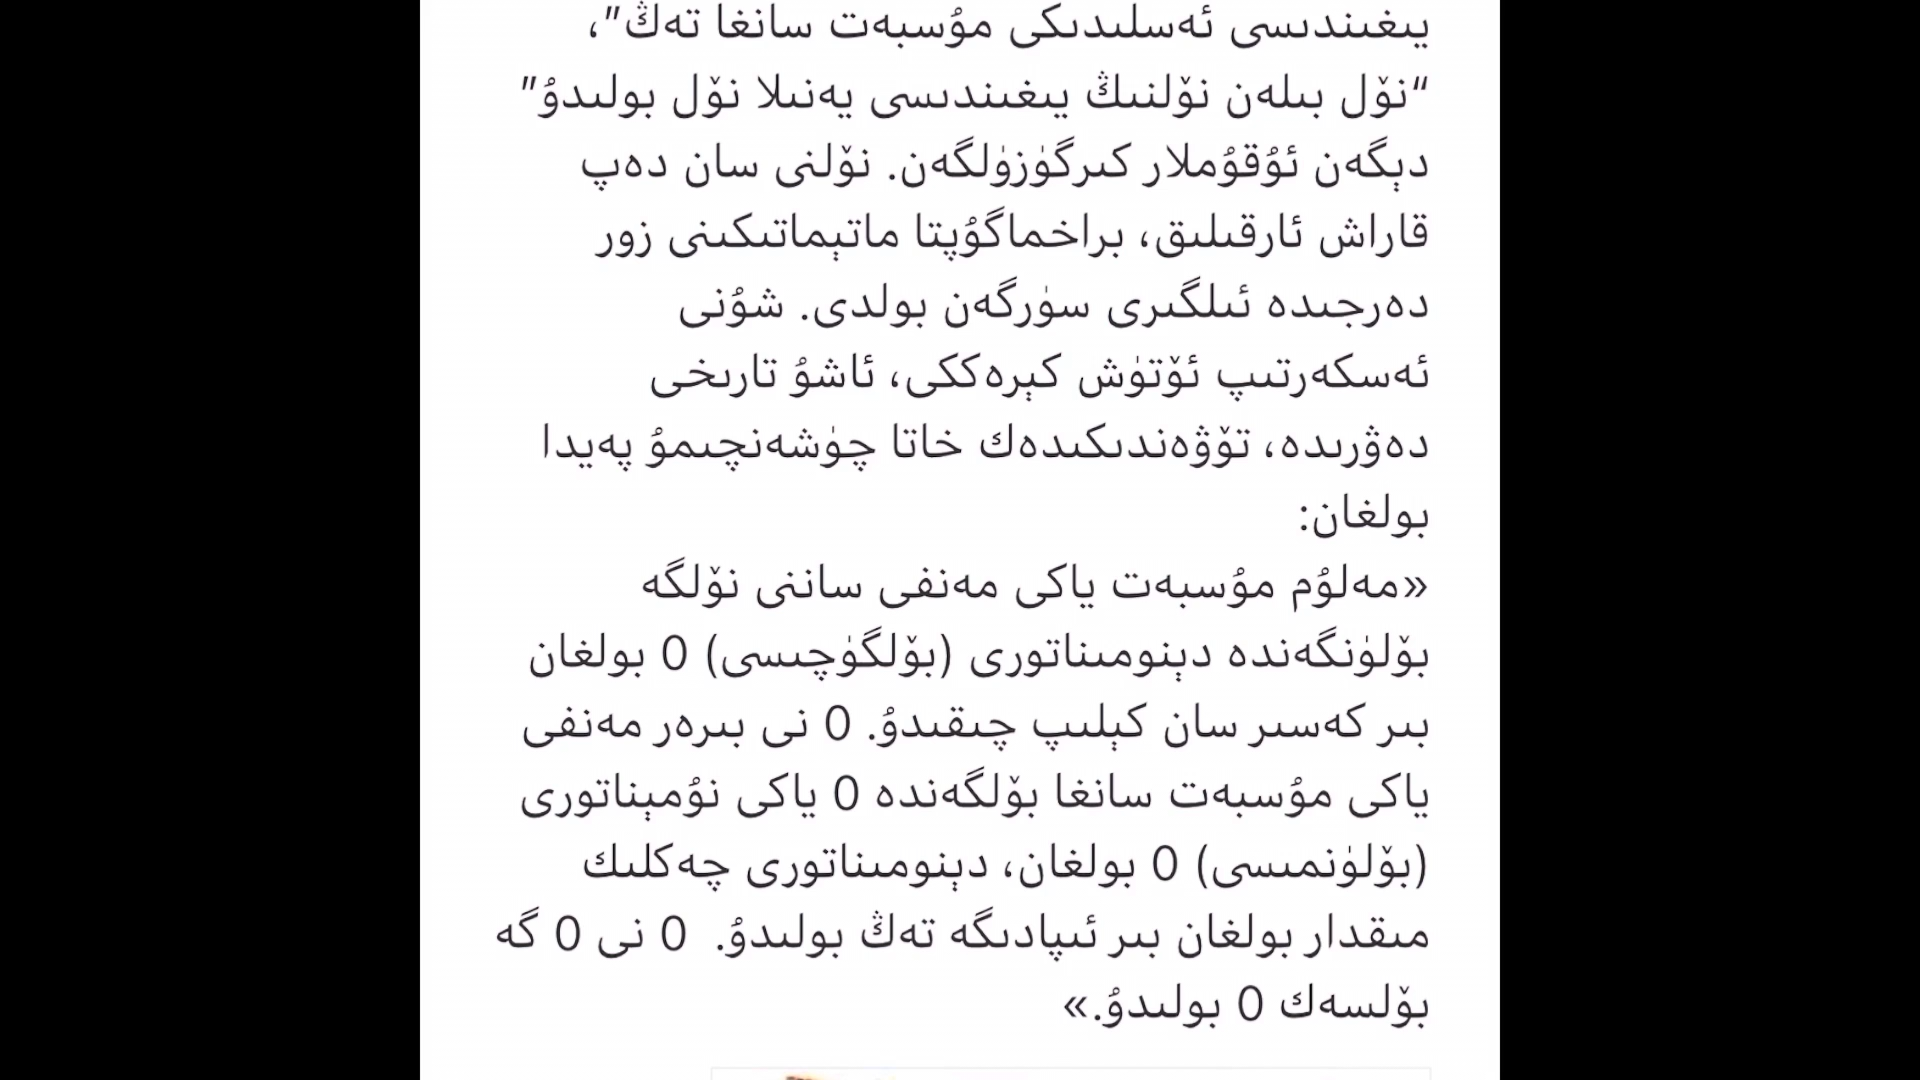 يىغىندىسى ئەسلىدىكى مۇسبەت سانغا تەڭ"،
“نۆل بىلەن نۆلنىڭ يىغىندىسى يەنىلا نۆل بولىدۇ"
دېگەن ئۇقۇملار كىرگۈزۈلگەن. نۆلنى سان دەپ
قاراش ئارقىلىق، براخماگۇپتا ماتېماتىكىنى زور
دەرجىدە ئىلگىرى سۈرگەن بولدى. شۇنى
ئەسكەرتىپ ئۆتۈش كېرەككى، ئاشۇ تارىخى
دەۋرىدە، تۆۋەندىكىدەك خاتا چۈشەنچىمۇ پەيدا
بولغان:
«مەلۇم مۇسبەت ياكى مەنفى ساننى نۆلگە
بۆلۈنگەندە دېنومىناتورى (بۆلگۈچىسى) 0 بولغان
بىر كەسىر سان كېلىپ چىقىدۇ. 0 نى بىرەر مەنفى
ياكى مۇسبەت سانغا بۆلگەندە 0 ياكى نۇمېناتورى
(بۆلۈنمىسى) 0 بولغان، دېنومىناتورى چەكلىك
مىقدار بولغان بىر ئىپادىگە تەڭ بولىدۇ. 0 نى 0 گە
بۆلسەك 0 بولىدۇ.»